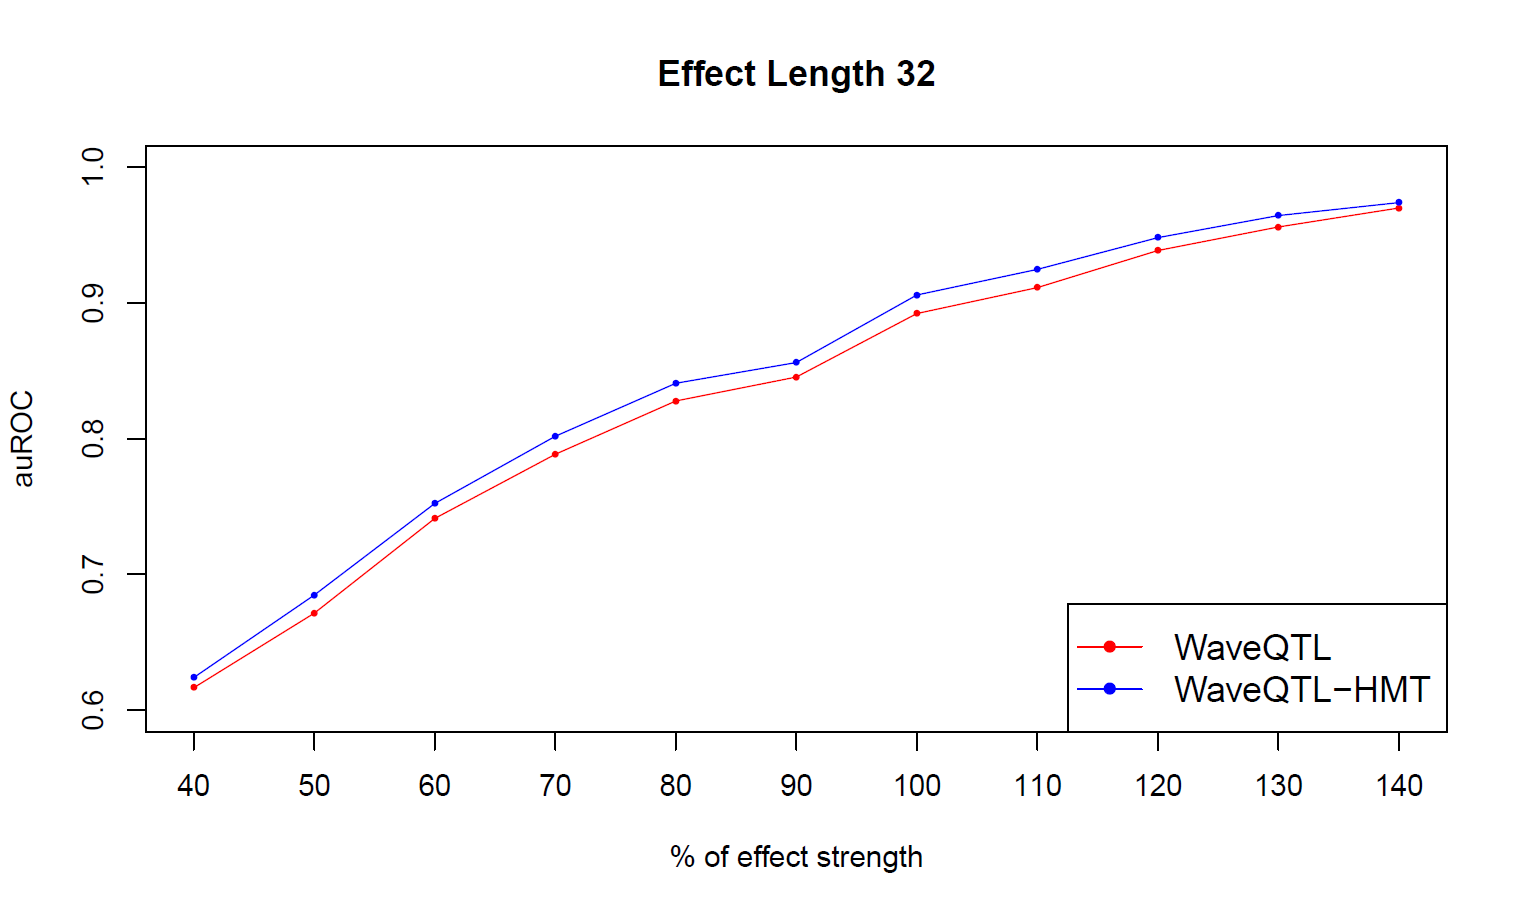 Effect Length 32
auROC
1.0
0.9
0.8
0.7
0.6
40 50 60 70 80 90 100 110 120 130 140
% of effect strength
WaveQTL
WaveQTL−HMT